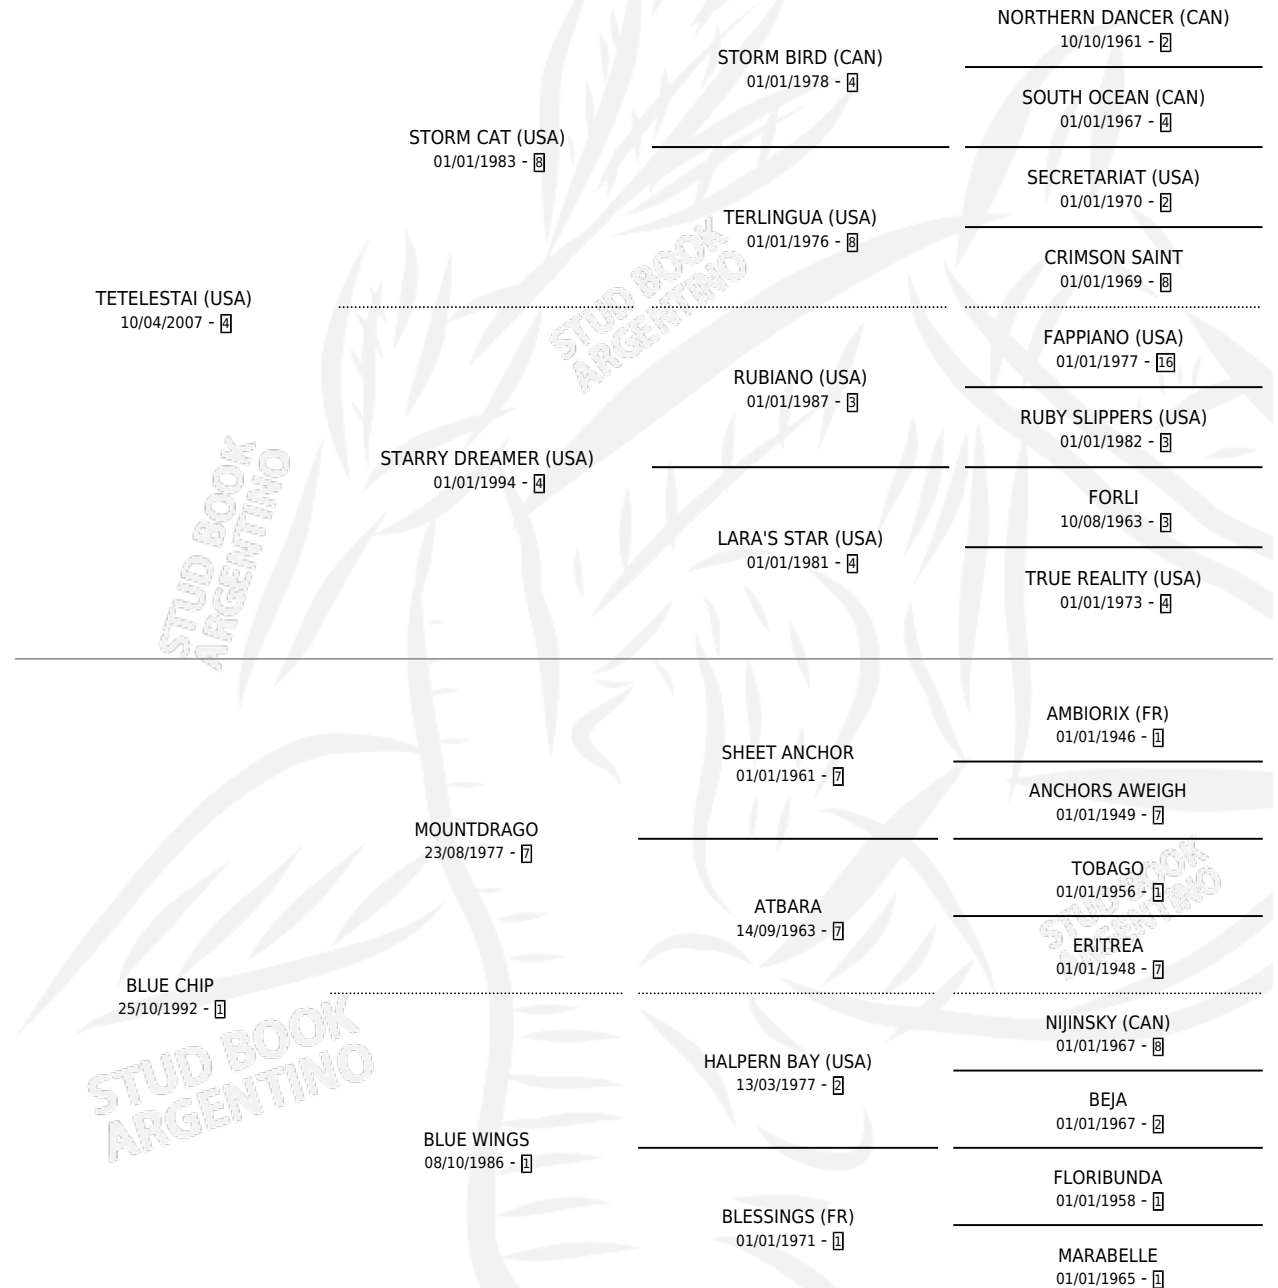 NORTHERN DANCER (CAN)
10/10/1961 - 2
STORM BIRD (CAN)
01/01/1978 - 4
SOUTH OCEAN (CAN)
01/01/1967 - 4
STORM CAT (USA)
01/01/1983 - 8
SECRETARIAT (USA)
01/01/1970 - 2
TERLINGUA (USA)
01/01/1976 - 8
CRIMSON SAINT
01/01/1969 - 8
TETELESTAI (USA)
10/04/2007 - 4
STUD BOOK
ARGENTINO
FAPPIANO (USA)
01/01/1977 - 16
RUBIANO (USA)
01/01/1987 - 3
RUBY SLIPPERS (USA)
01/01/1982 - 3
STARRY DREAMER (USA)
01/01/1994 - 4
FORLI
10/08/1963 - 3
LARA'S STAR (USA)
01/01/1981 - 4
TRUE REALITY (USA)
01/01/1973 - 4
STUD BOOK
ARGENTINO
AMBIORIX (FR)
01/01/1946 - 1
SHEET ANCHOR
01/01/1961 - 7
ANCHORS AWEIGH
01/01/1949 - 7
MOUNTDRAGO
23/08/1977 - 7
TOBAGO
01/01/1956 - 1
ATBARA
14/09/1963 - 7
ERITREA
01/01/1948 - 7
STUD BOOK
ARGENTINO
BLUE CHIP
25/10/1992 - 1
NIJINSKY (CAN)
01/01/1967 - 8
HALPERN BAY (USA)
13/03/1977 - 2
BEJA
01/01/1967 - 2
STUD BOOK
ARGENTINO
BLUE WINGS
08/10/1986 - 1
FLORIBUNDA
01/01/1958 - 1
BLESSINGS (FR)
01/01/1971 - 1
MARABELLE
01/01/1965 - 1